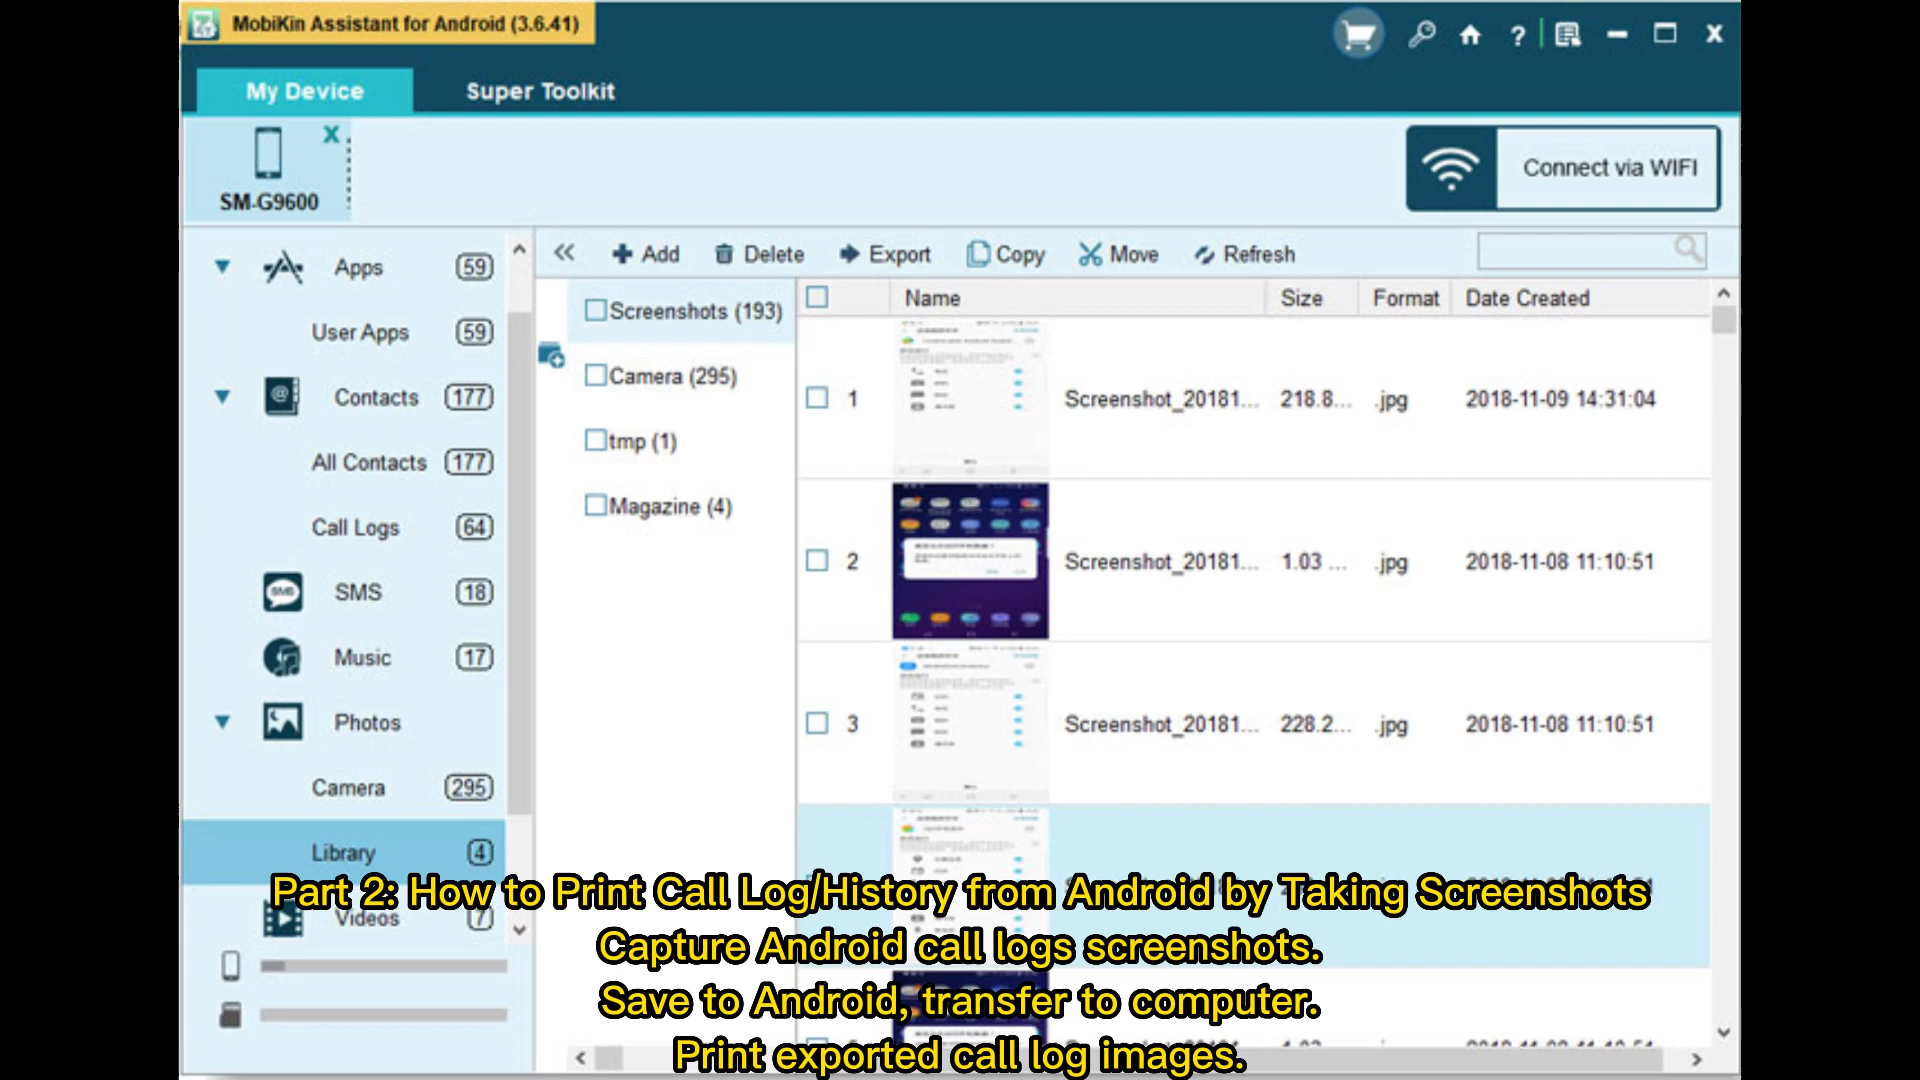 MobiKin Assistant for Android (3.6.41)
?
X
My Device
Super Toolkit
X
SM-G9600
Connect via WIFI
Apps 59
User Apps 59
Contacts 177
All Contacts 177
Call Logs 64
SMS 18
Music 17
Photos
Camera 295
Library 4
Videos 7
Add Delete Export Copy Move Refresh
Screenshots (193)
Camera (295)
tmp (1)
Magazine (4)
Name Size Format Date Created
1 Screenshot_20181... 218.8... .jpg 2018-11-09 14:31:04
2 Screenshot_20181... 1.03 ... .jpg 2018-11-08 11:10:51
3 Screenshot_20181... 228.2... .jpg 2018-11-08 11:10:51
Part 2: How to Print Call Log/History from Android by Taking Screenshots
Capture Android call logs screenshots.
Save to Android, transfer to computer.
Print exported call log images.